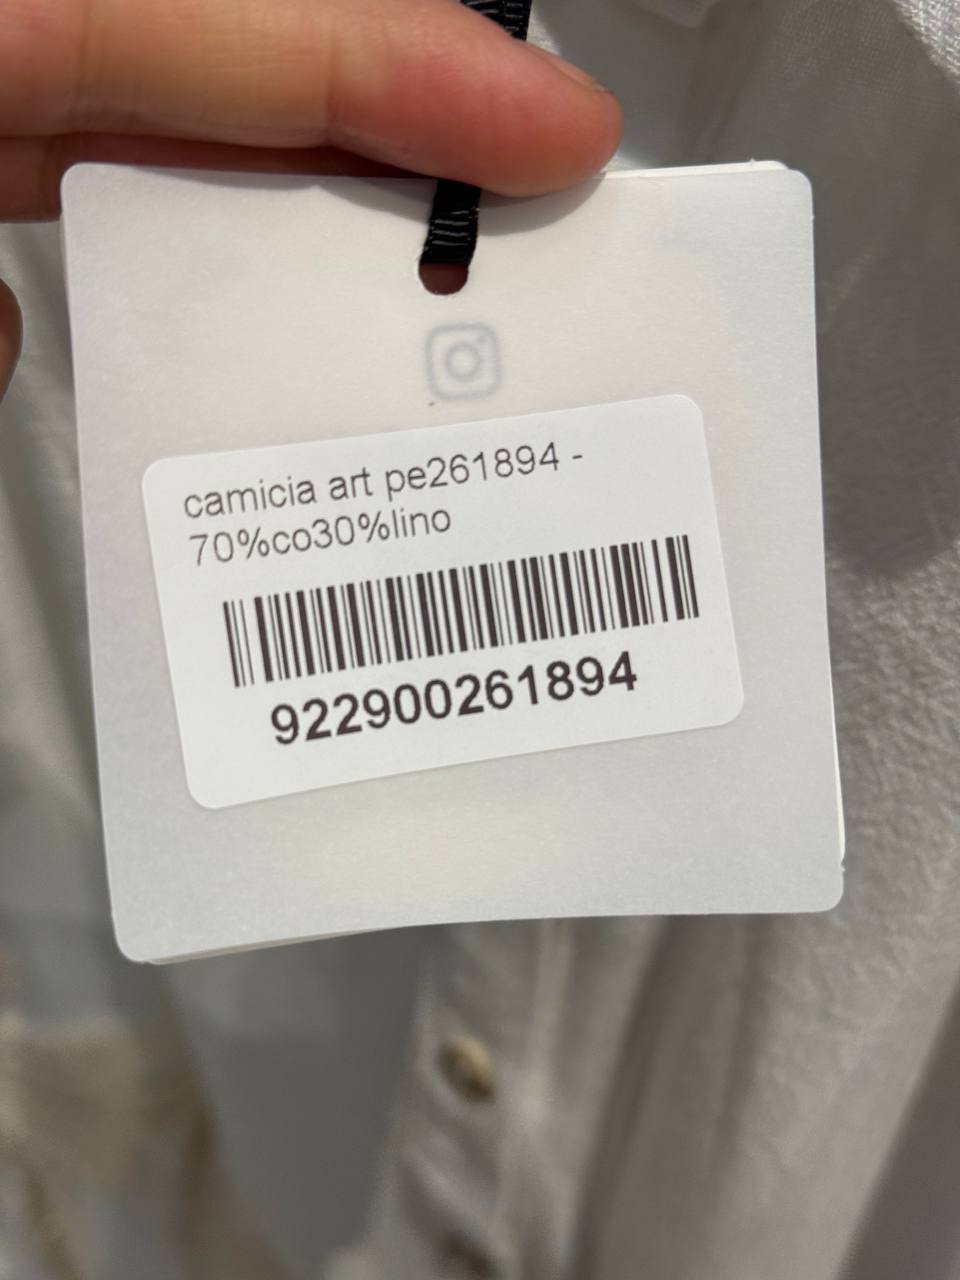 camicia art pe261894 -
70%co30%lino
922900261894